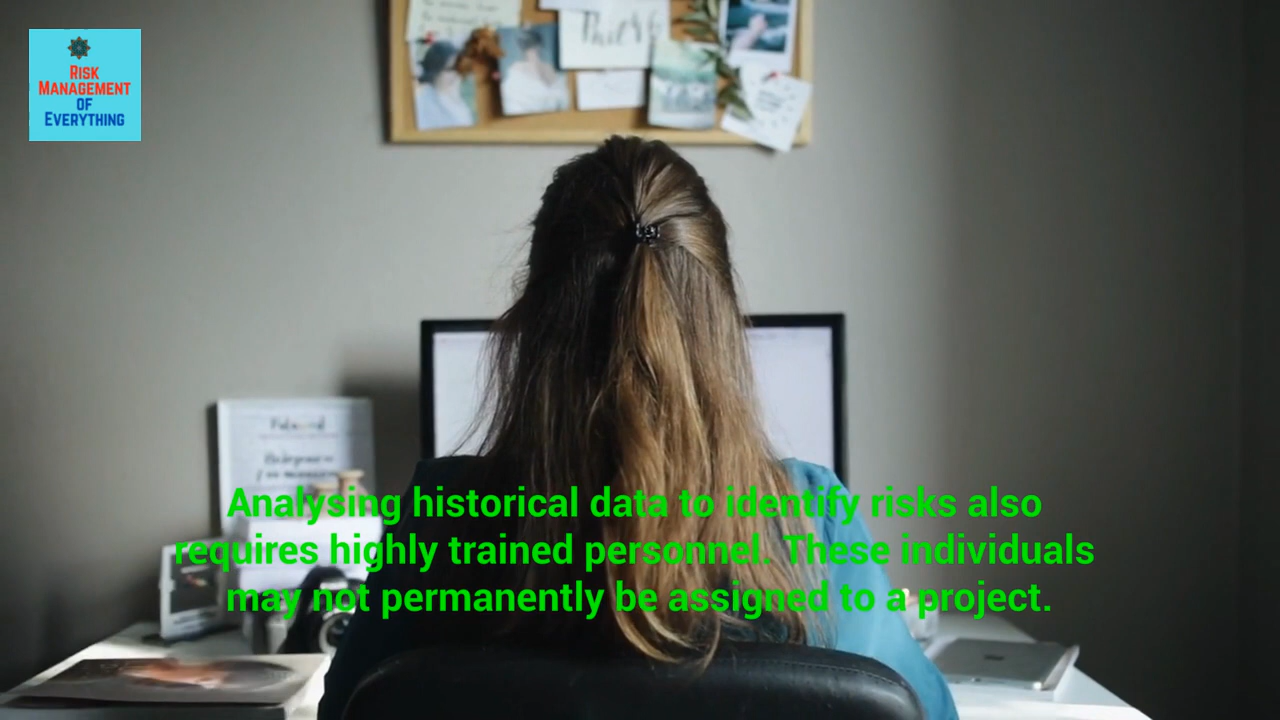 RISK
MANAGEMENT
OF
EVERYTHING
Analysing historical data to identify risks also
requires highly trained personnel. These individuals
may not permanently be assigned to a project.